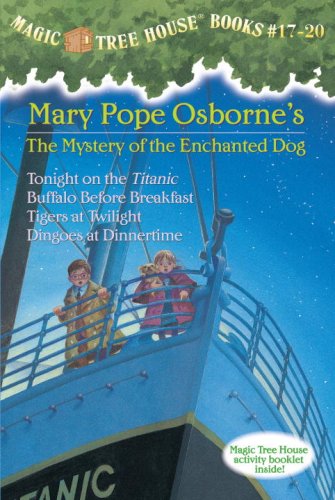 MAGIC TREE HOUSE® BOOKS #17-20
Mary Pope Osborne's
The Mystery of the Enchanted Dog
Tonight on the Titanic
Buffalo Before Breakfast
Tigers at Twilight
Dingoes at Dinnertime
Magic Tree House
activity booklet
inside!
TANIC